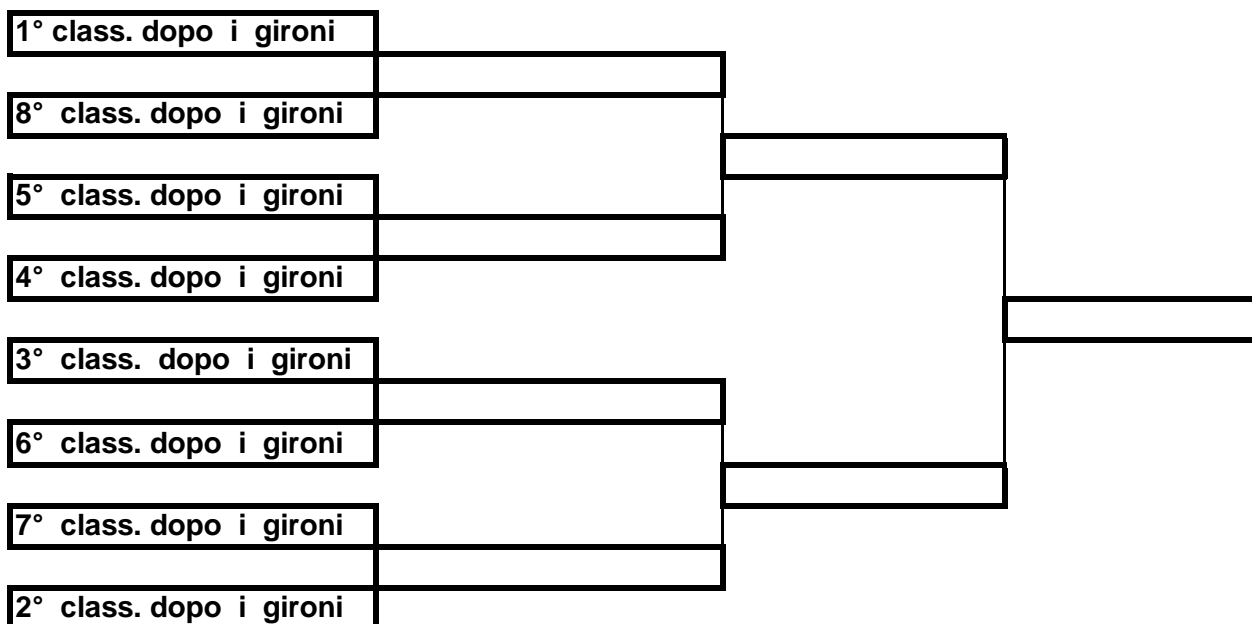 1° class. dopo i gironi
8° class. dopo i gironi
5° class. dopo i gironi
4° class. dopo i gironi
3° class. dopo i gironi
6° class. dopo i gironi
7° class. dopo i gironi
2° class. dopo i gironi